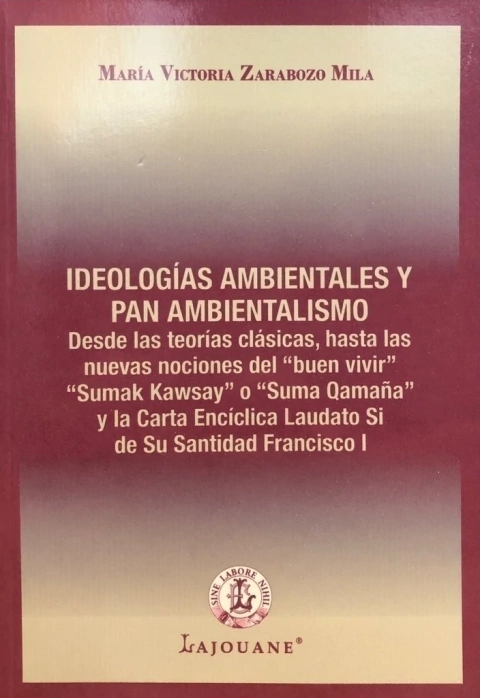 MARÍA VICTORIA ZARABOZO MILA
IDEOLOGÍAS AMBIENTALES Y
PAN AMBIENTALISMO
Desde las teorías clásicas, hasta las
nuevas nociones del “buen vivir”
“Sumak Kawsay” o “Suma Qamaña”
y la Carta Encíclica Laudato Si
de Su Santidad Francisco I
SINE LABORE NIHIL
L
LAJOUANE®